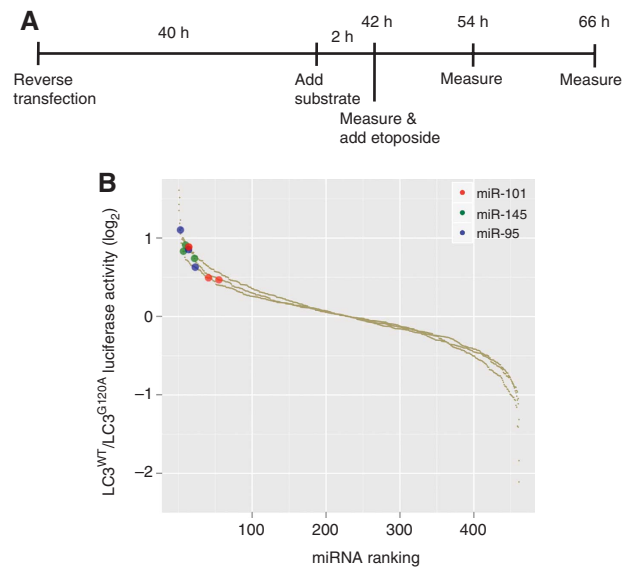 A
40 h
2 h
42 h
54 h
66 h
Reverse
transfection
Add
substrate
Measure &
add etoposide
Measure
Measure
B
LC3WT/LC3G120A luciferase activity (log2)
miR-101
miR-145
miR-95
1
0
−1
−2
100
200
300
400
miRNA ranking